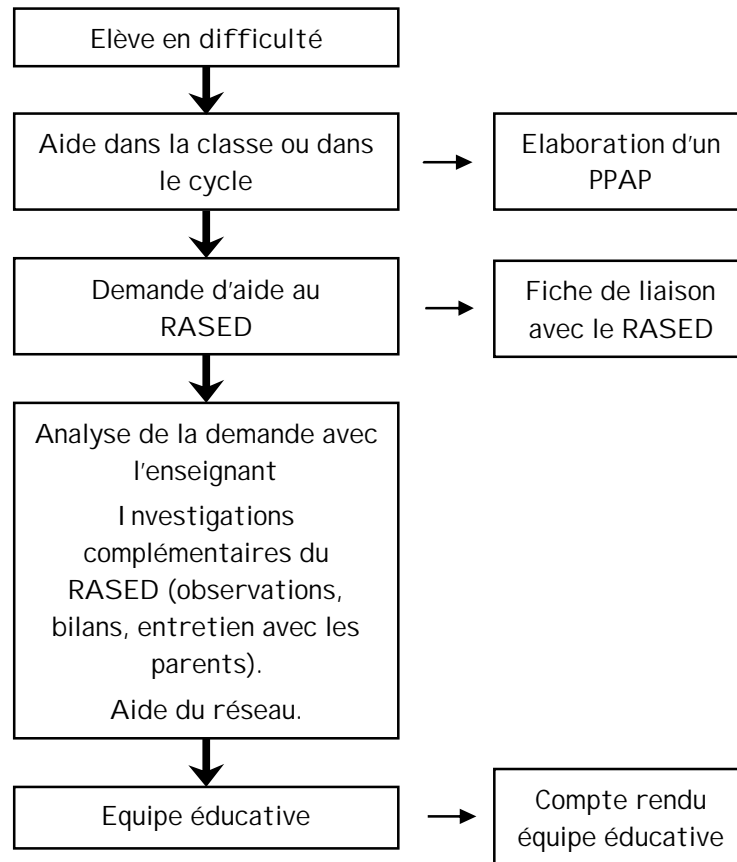 Elève en difficulté
Aide dans la classe ou dans
le cycle
Elaboration d'un
PPAP
Demande d'aide au
RASED
Fiche de liaison
avec le RASED
Analyse de la demande avec
l'enseignant
Investigations
complémentaires du
RASED (observations,
bilans, entretien avec les
parents).
Aide du réseau.
Equipe éducative
Compte rendu
équipe éducative